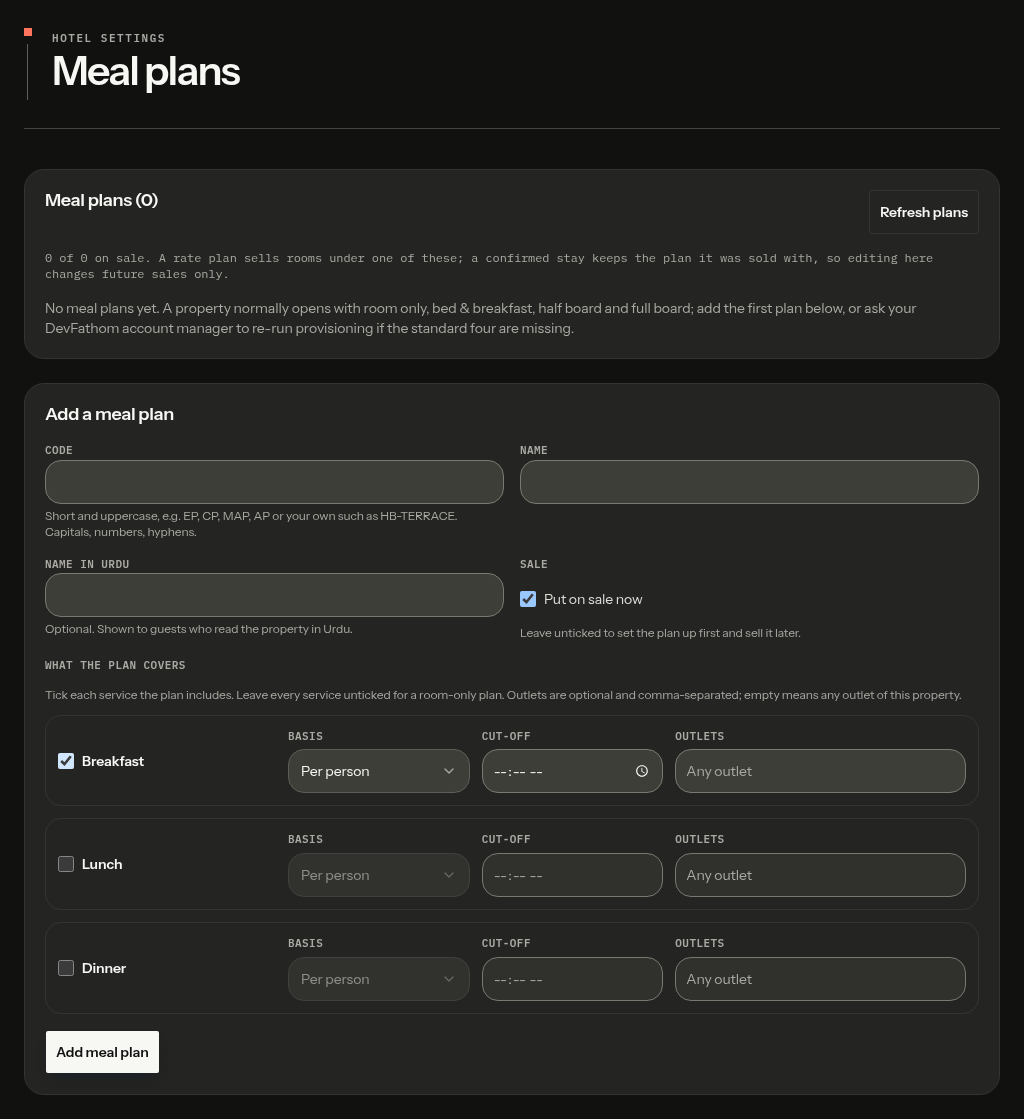 HOTEL SETTINGS
Meal plans
Meal plans (0)
Refresh plans
0 of 0 on sale. A rate plan sells rooms under one of these; a confirmed stay keeps the plan it was sold with, so editing here
changes future sales only.
No meal plans yet. A property normally opens with room only, bed & breakfast, half board and full board; add the first plan below, or ask your
DevFathom account manager to re-run provisioning if the standard four are missing.
Add a meal plan
CODE
NAME
Short and uppercase, e.g. EP, CP, MAP, AP or your own such as HB-TERRACE.
Capitals, numbers, hyphens.
NAME IN URDU
SALE
Put on sale now
Optional. Shown to guests who read the property in Urdu.
Leave unticked to set the plan up first and sell it later.
WHAT THE PLAN COVERS
Tick each service the plan includes. Leave every service unticked for a room-only plan. Outlets are optional and comma-separated; empty means any outlet of this property.
BASIS CUT-OFF OUTLETS
Breakfast Per person --:-- -- Any outlet
BASIS CUT-OFF OUTLETS
Lunch Per person --:-- -- Any outlet
BASIS CUT-OFF OUTLETS
Dinner Per person --:-- -- Any outlet
Add meal plan